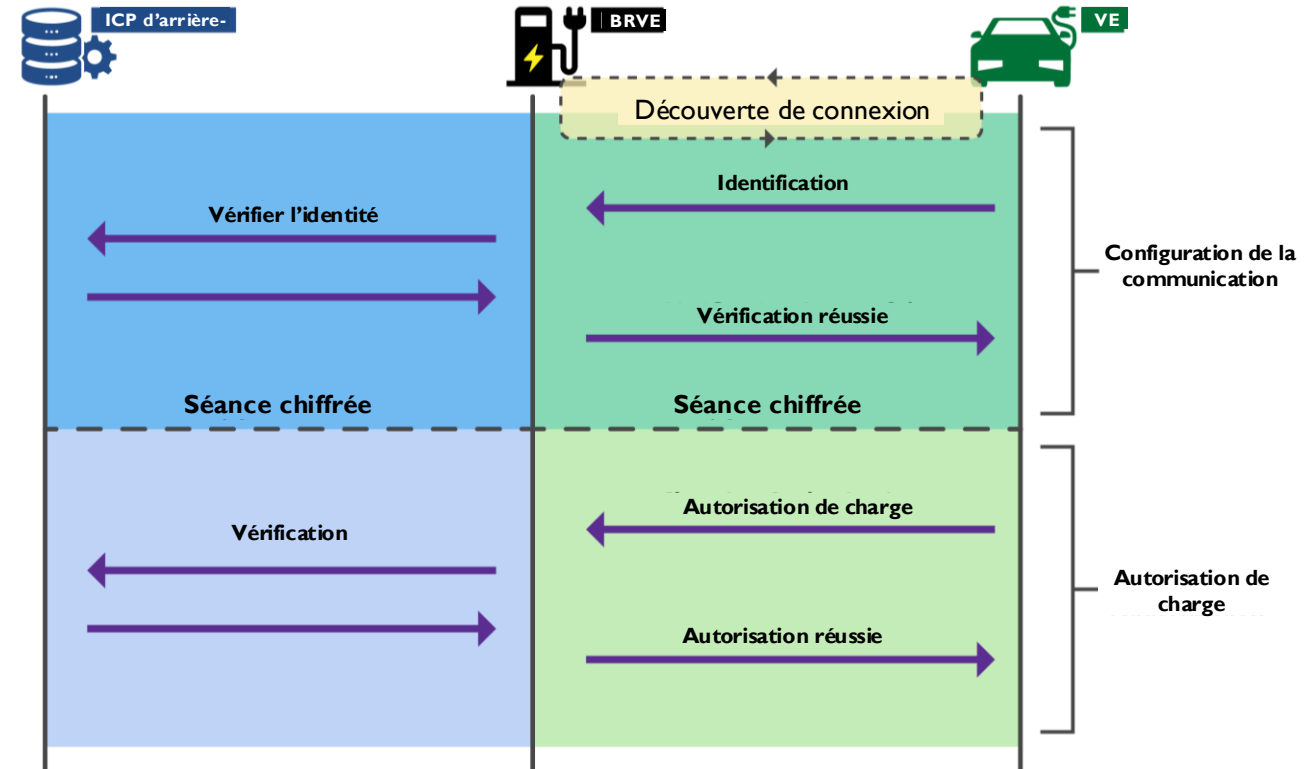 ICP d’arrière-
BRVE
VE
Découverte de connexion
Identification
Vérifier l’identité
Configuration de la
communication
Vérification réussie
Séance chiffrée
Séance chiffrée
Autorisation de charge
Vérification
Autorisation de
charge
Autorisation réussie